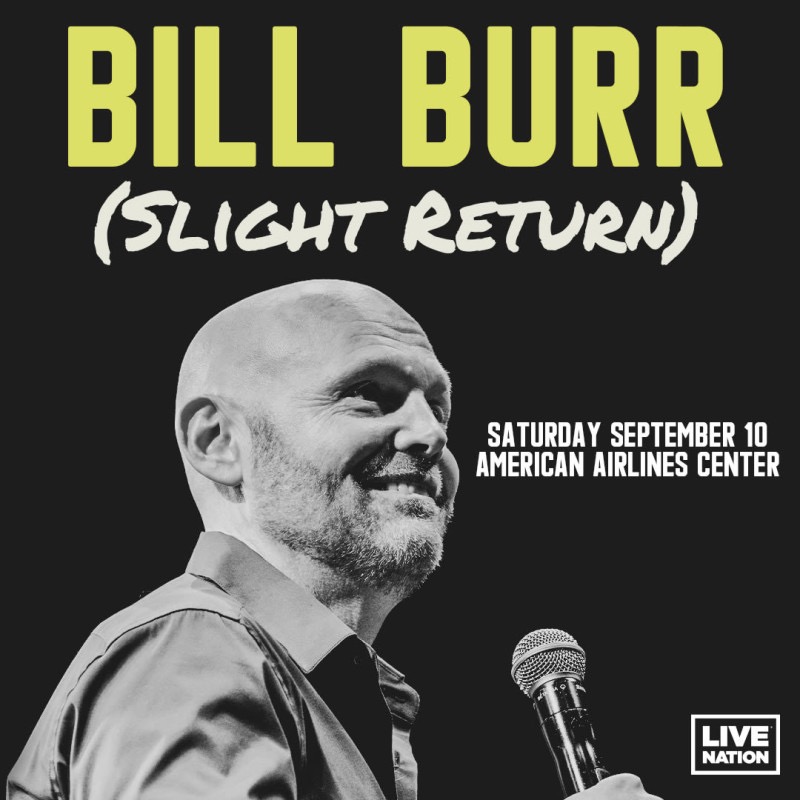 BILL BURR
(SLIGHT RETURN)
SATURDAY SEPTEMBER 10
AMERICAN AIRLINES CENTER
LIVE
NATION